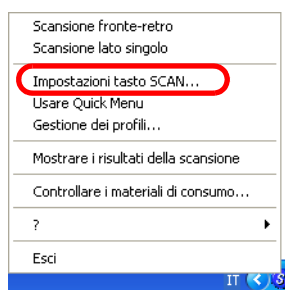 Scansione fronte-retro
Scansione lato singolo
Impostazioni tasto SCAN...
Usare Quick Menu
Gestione dei profili...
Mostrare i risultati della scansione
Controllare i materiali di consumo...
?
Esci
IT
S